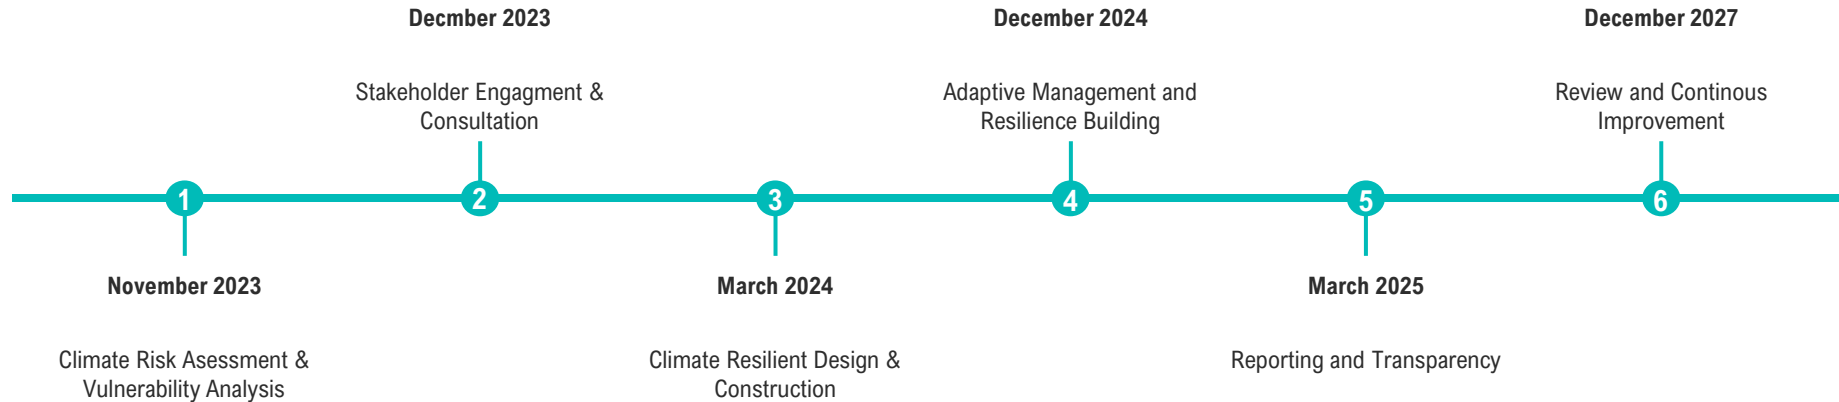 Decmber 2023
December 2024
December 2027
Stakeholder Engagment &
Consultation
Adaptive Management and
Resilience Building
Review and Continous
Improvement
1
2
3
4
5
6
November 2023
March 2024
March 2025
Climate Risk Asessment &
Vulnerability Analysis
Climate Resilient Design &
Construction
Reporting and Transparency